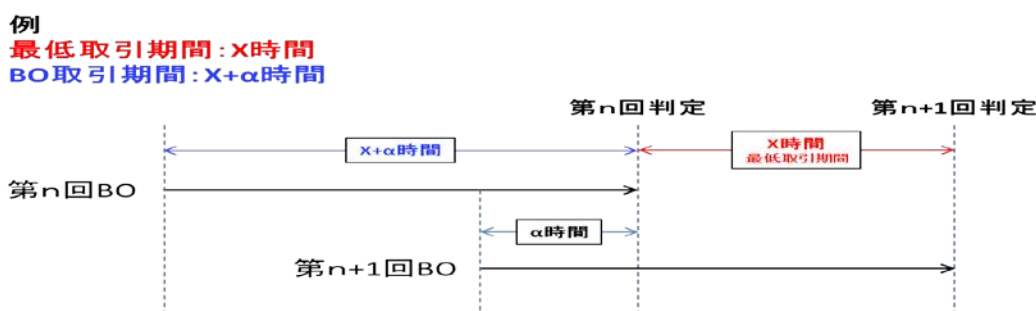 例
最低取引期間:X時間
BO取引期間:X+α時間
第n回判定
第n+1回判定
X+α時間
X時間
最低取引期間
第n回BO
α時間
第n+1回BO